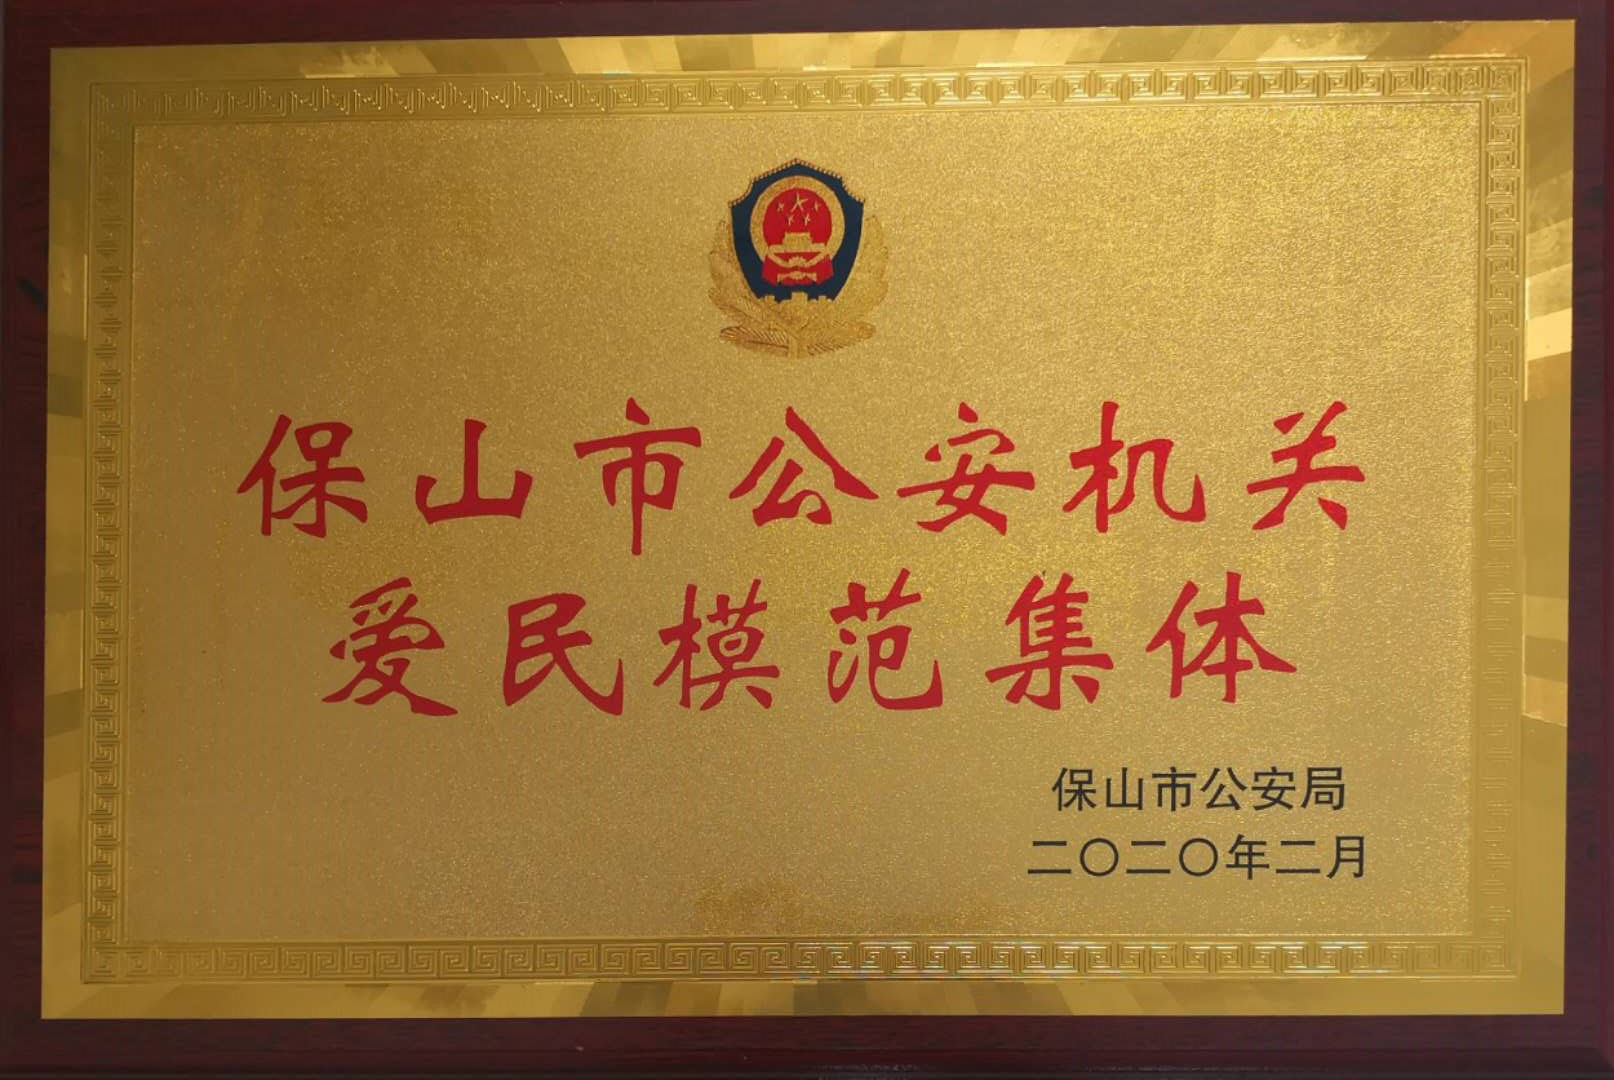 保山市公安机关
爱民模范集体
保山市公安局
二〇二〇年二月